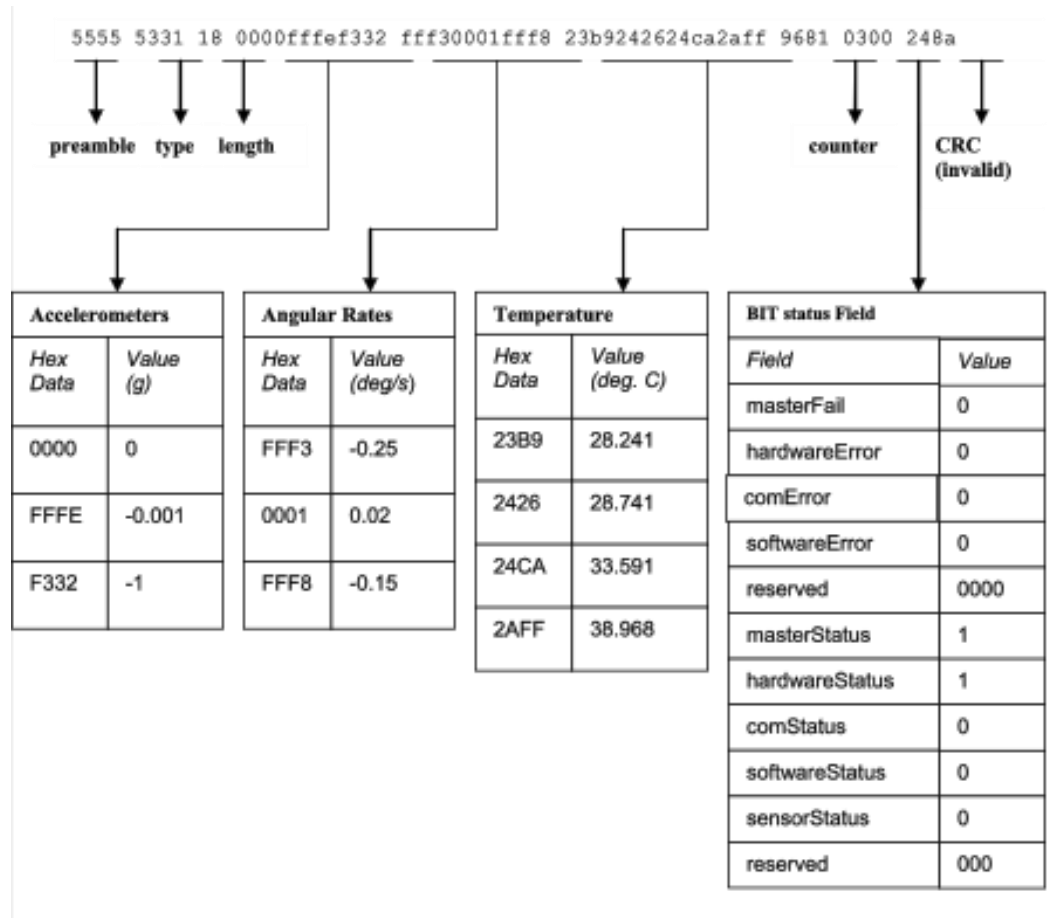 5555 5331 18 0000fffef332 fff30001fff8 23b9242624ca2aff 9681 0300 248a
preamble type length counter CRC
(invalid)
Accelerometers
Hex Data Value (g)
0000 0
FFFE -0.001
F332 -1
Angular Rates
Hex Data Value (deg/s)
FFF3 -0.25
0001 0.02
FFF8 -0.15
Temperature
Hex Data Value (deg. C)
23B9 28.241
2426 28.741
24CA 33.591
2AFF 38.968
BIT status Field
Field Value
masterFail 0
hardwareError 0
comError 0
softwareError 0
reserved 0000
masterStatus 1
hardwareStatus 1
comStatus 0
softwareStatus 0
sensorStatus 0
reserved 000